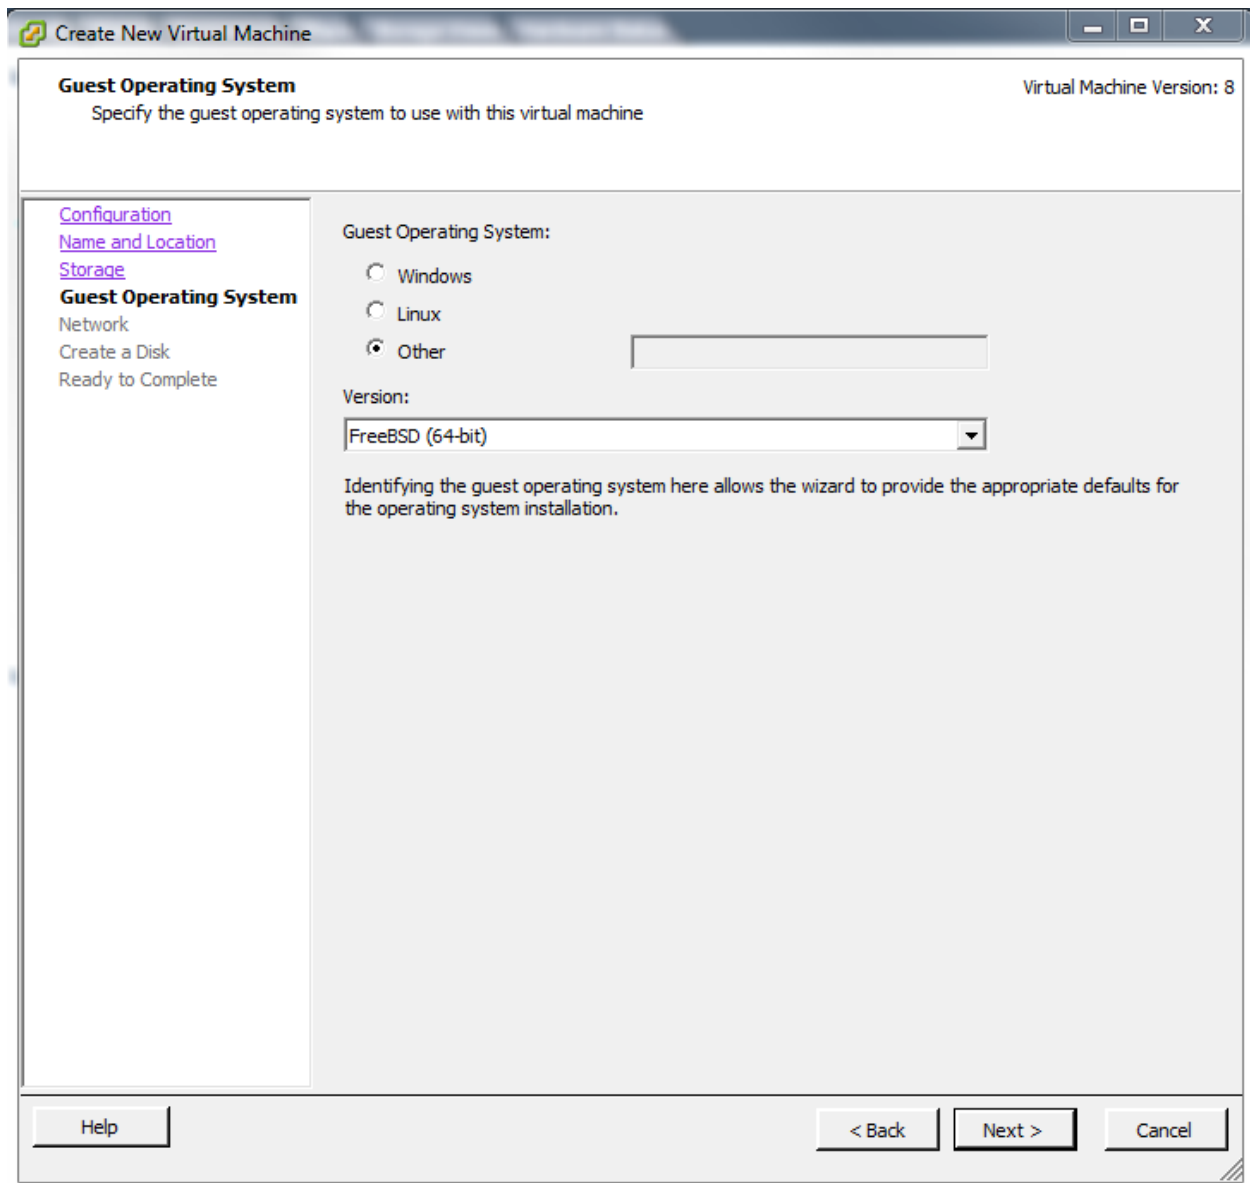 Create New Virtual Machine
Guest Operating System
Virtual Machine Version: 8
Specify the guest operating system to use with this virtual machine
Configuration
Name and Location
Storage
Guest Operating System
Network
Create a Disk
Ready to Complete
Guest Operating System:
Windows
Linux
Other
Version:
FreeBSD (64-bit)
Identifying the guest operating system here allows the wizard to provide the appropriate defaults for
the operating system installation.
Help
< Back
Next >
Cancel